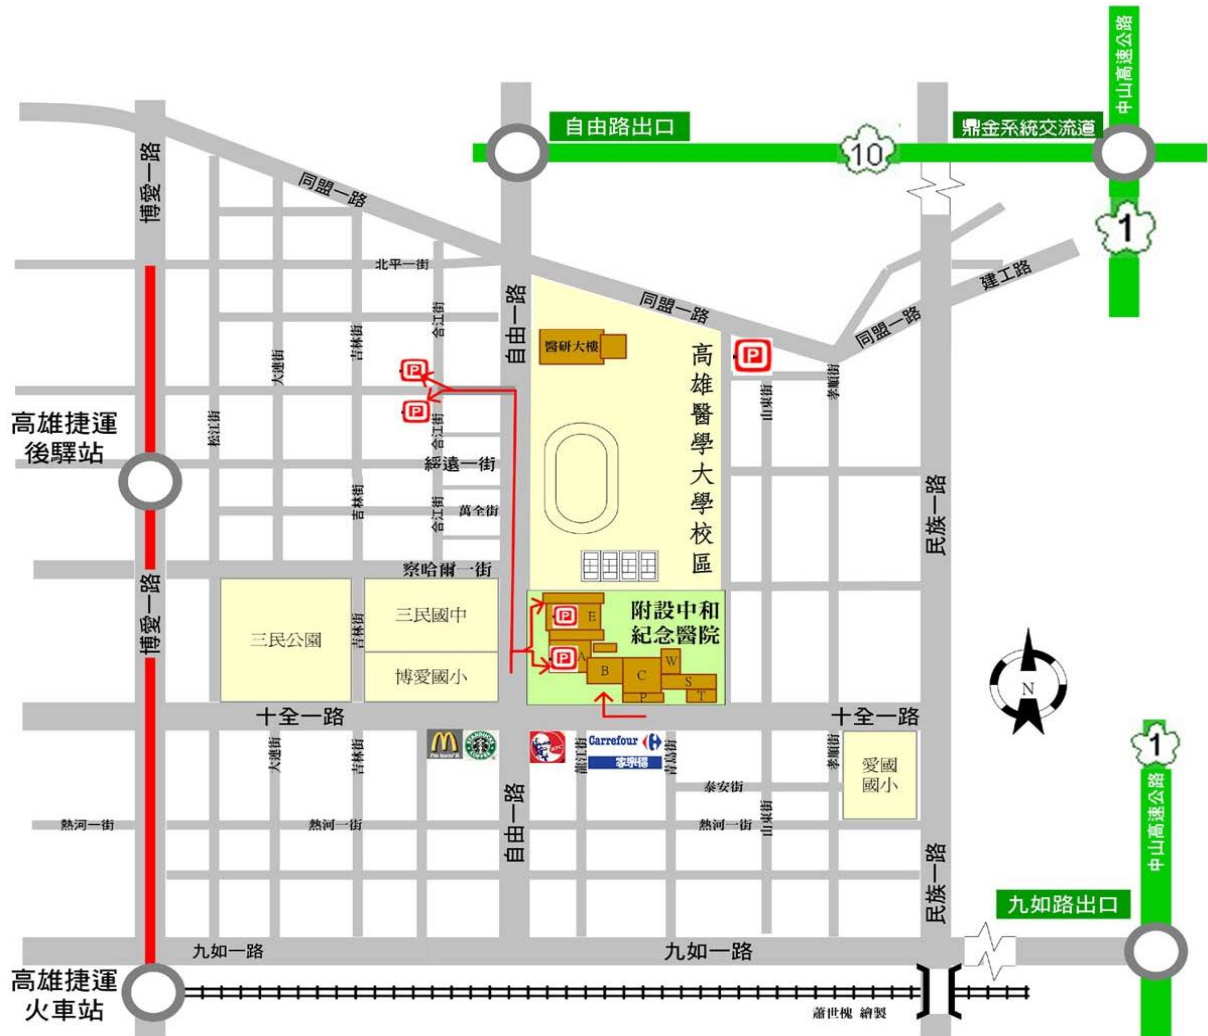 中山高速公路
自由路出口
鼎金系統交流道
10
1
博愛一路
同盟一路
北平一街
自由一路
同盟一路
同盟一路
建工路
合江街
吉林街
大連街
松江街
醫研大樓
高雄醫學大學校區
P
P
P
山東街
孝順街
高雄捷運
後驛站
合江街
綏遠一街
吉林街
合江街
萬全街
民族一路
察哈爾一街
博愛一路
三民公園
吉林街
三民國中
博愛國小
P
E
P
A
B
C
W
S
T
P
附設中和
紀念醫院
N
十全一路
十全一路
大連街
吉林街
M
STARBUCKS COFFEE
KFC
龍江街
Carrefour
家樂福
青島街
孝順街
愛國
國小
泰安街
山東街
1
中山高速公路
熱河一街
熱河一街
自由一路
熱河一街
民族一路
九如路出口
九如一路
九如一路
高雄捷運
火車站
蕭世槐 繪製